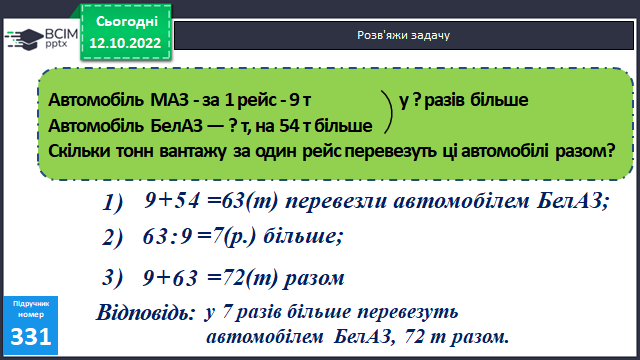 ВСІМ
pptx
Сьогодні
12.10.2022
Розв'яжи задачу
Автомобіль МАЗ - за 1 рейс - 9 т у ? разів більше
Автомобіль БелАЗ — ? т, на 54 т більше
Скільки тонн вантажу за один рейс перевезуть ці автомобілі разом?
1) 9+54 =63(т) перевезли автомобілем БелАЗ;
2) 63:9 =7(р.) більше;
3) 9+63 =72(т) разом
Підручник
номер
331
Відповідь: у 7 разів більше перевезуть
автомобілем БелАЗ, 72 т разом.